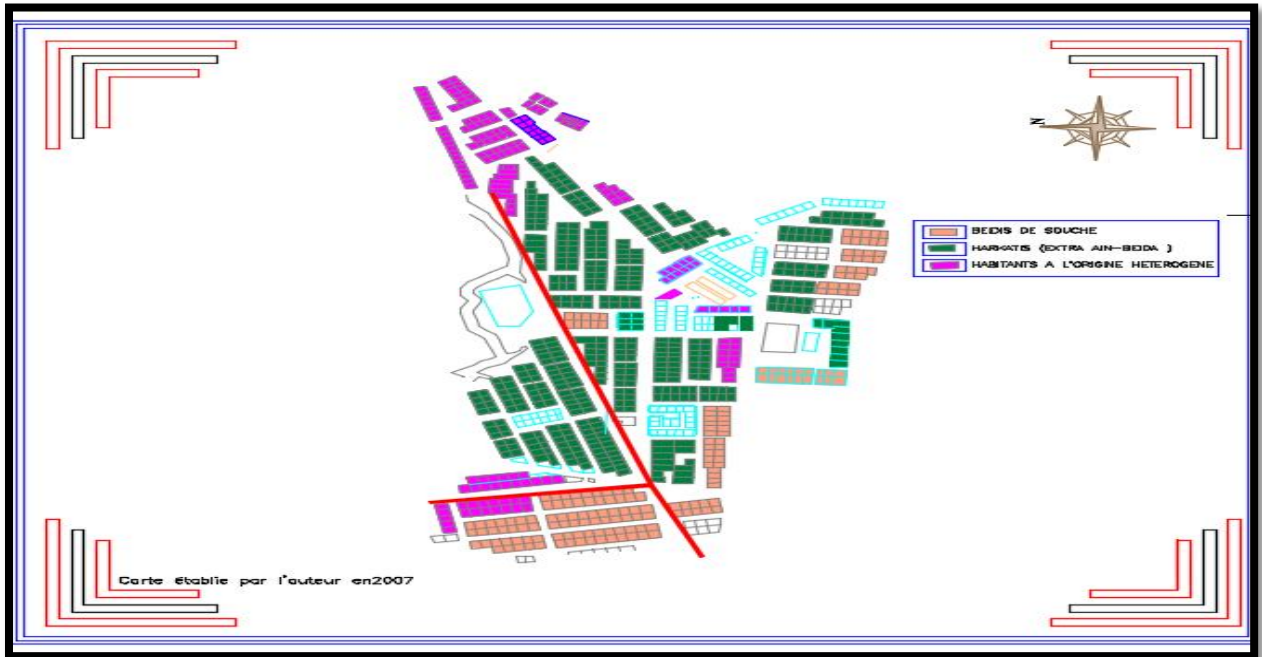 N
BEIDIS DE SOUCHE
HARKATIS (EXTRA AIN-BEIDA )
HABITANTS A L'ORIGINE HETEROGENE
Carte établie par l'auteur en2007